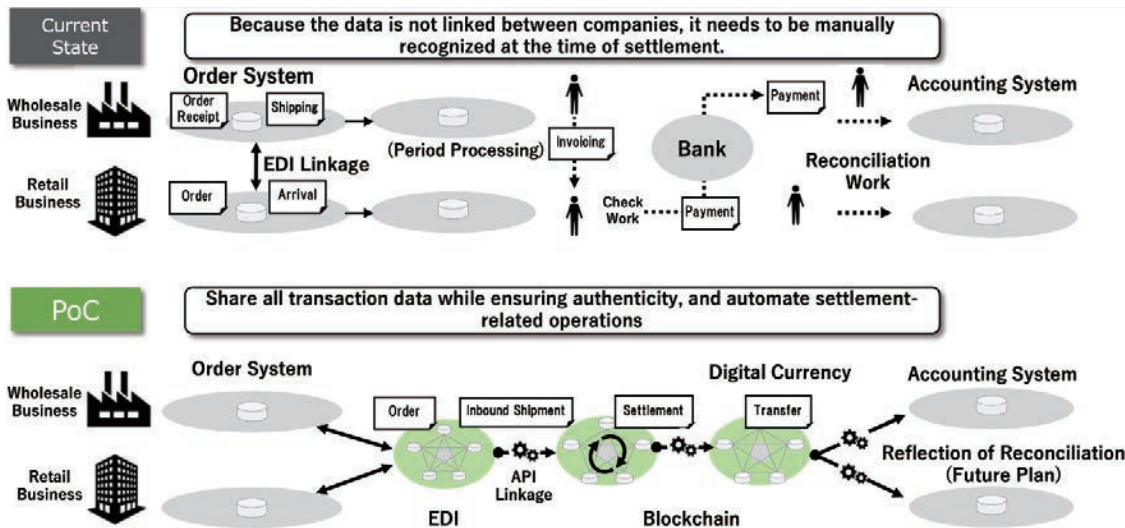 Current
State
Because the data is not linked between companies, it needs to be manually
recognized at the time of settlement.
Order System
Accounting System
Wholesale
Business
Order
Receipt
Shipping
(Period Processing)
Invoicing
Payment
Bank
EDI Linkage
Reconciliation
Work
Retail
Business
Order
Arrival
Check
Work
Payment
PoC
Share all transaction data while ensuring authenticity, and automate settlement-
related operations
Order System
Digital Currency
Accounting System
Wholesale
Business
Order
Inbound Shipment
Settlement
Transfer
Retail
Business
API
Linkage
Reflection of Reconciliation
(Future Plan)
EDI
Blockchain